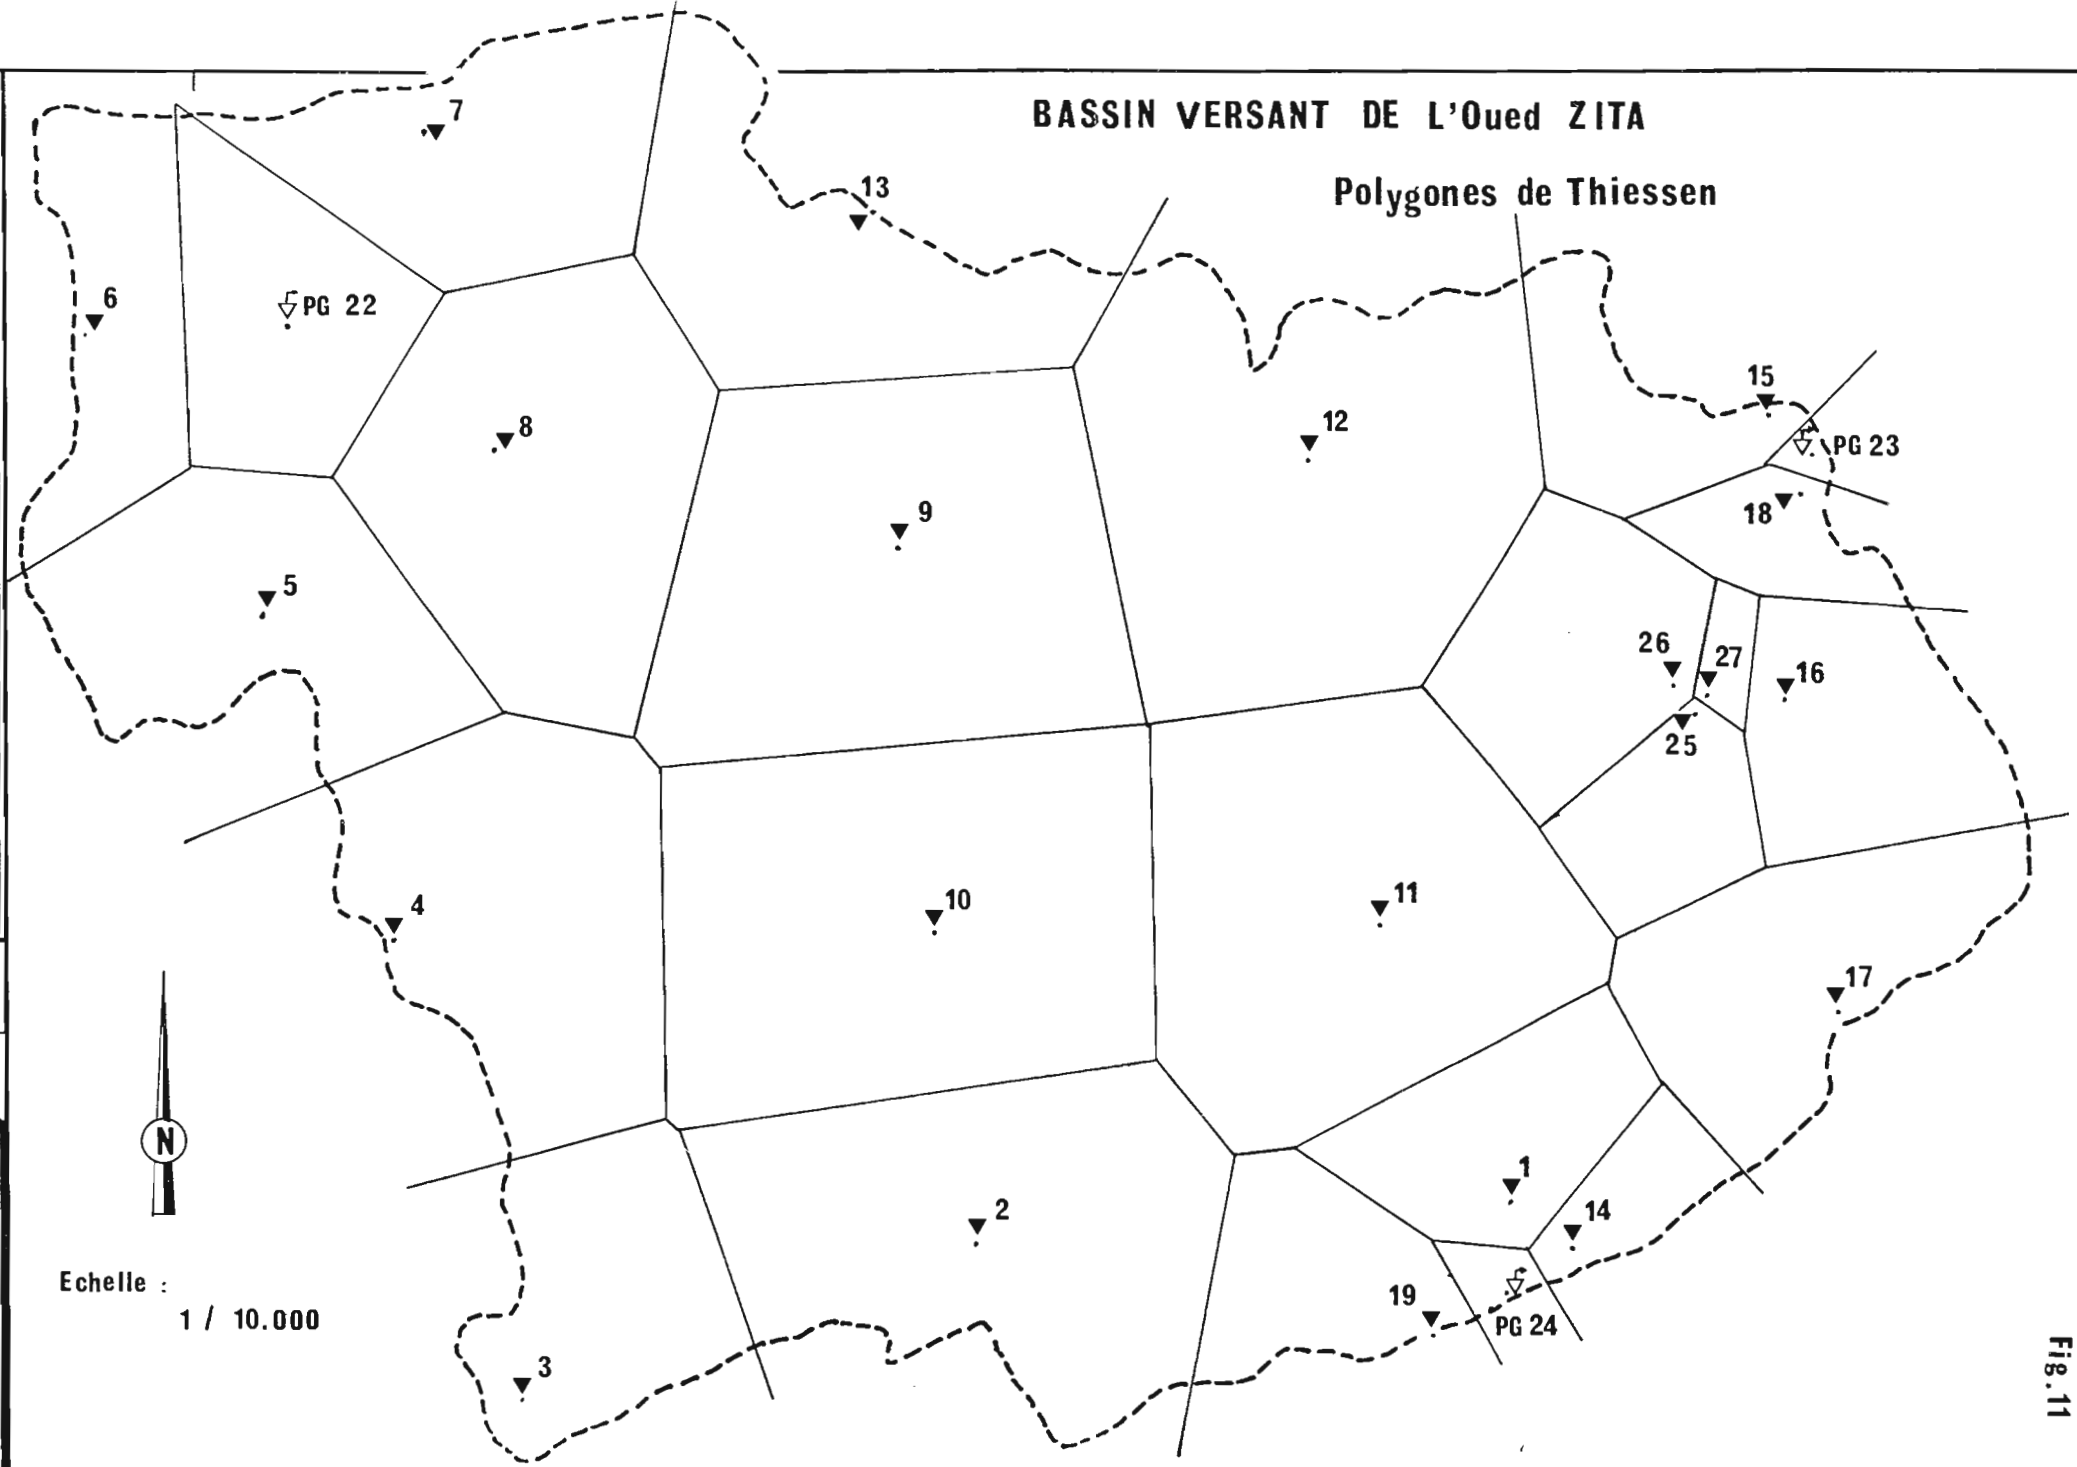 BASSIN VERSANT DE L'Oued ZITA
Polygones de Thiessen
7
13
6
PG 22
15
12
8
PG 23
9
18
5
26
27
16
25
4
10
11
17
N
1
2
14
Echelle :
1 / 10.000
19
PG 24
3
Fig.11